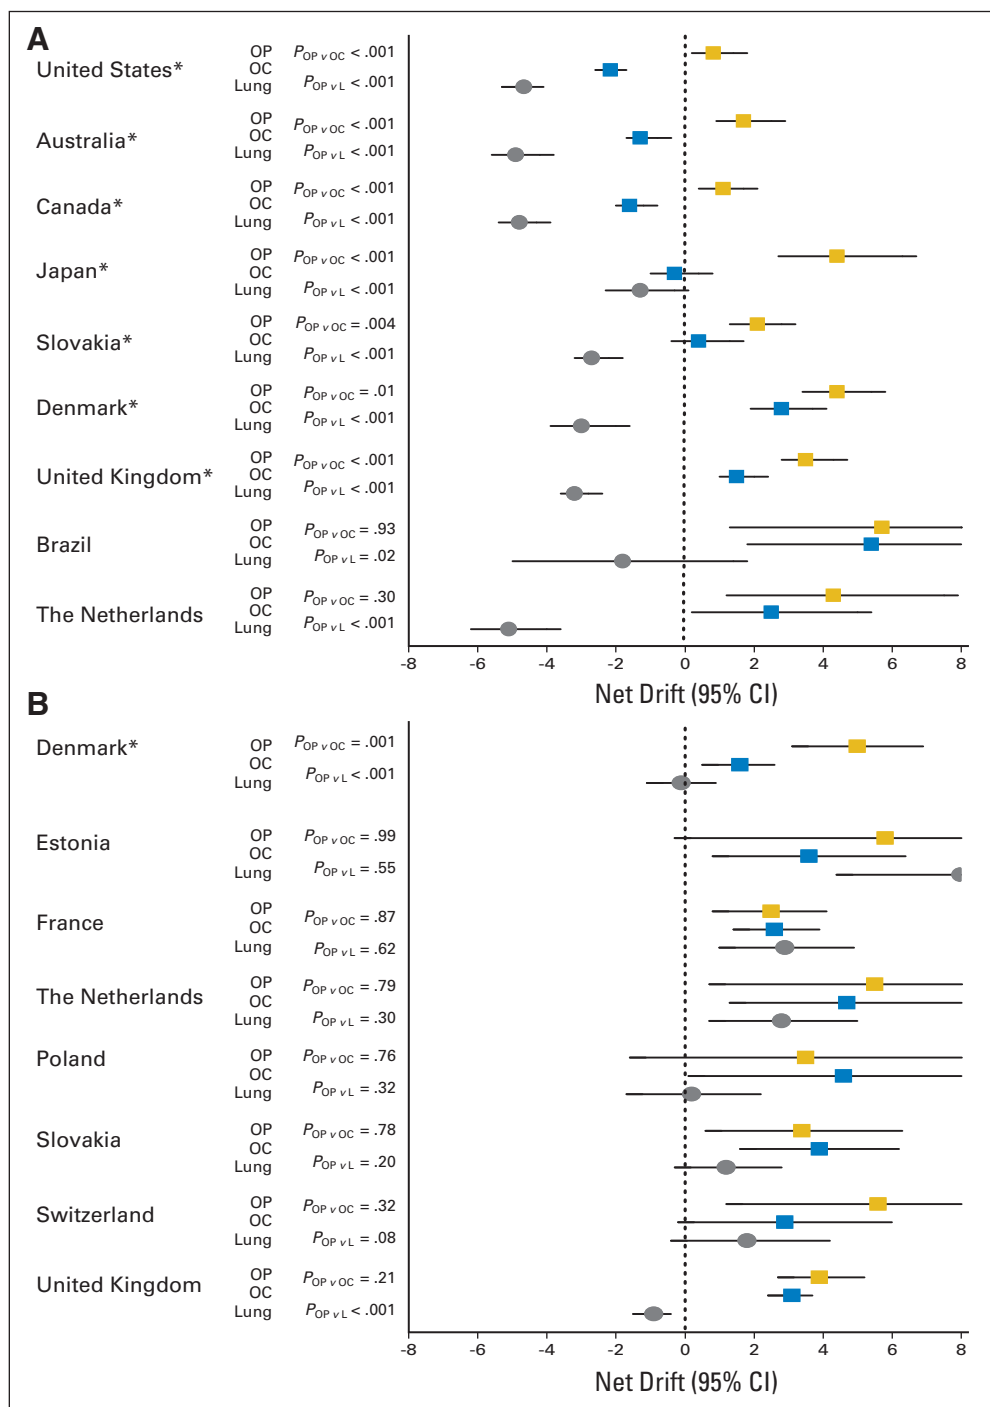 A
United States*
OP
OC
Lung
P OP v OC < .001
P OP v L < .001
Australia*
OP
OC
Lung
P OP v OC < .001
P OP v L < .001
Canada*
OP
OC
Lung
P OP v OC < .001
P OP v L < .001
Japan*
OP
OC
Lung
P OP v OC < .001
P OP v L < .001
Slovakia*
OP
OC
Lung
P OP v OC = .004
P OP v L < .001
Denmark*
OP
OC
Lung
P OP v OC = .01
P OP v L < .001
United Kingdom*
OP
OC
Lung
P OP v OC < .001
P OP v L < .001
Brazil
OP
OC
Lung
P OP v OC = .93
P OP v L = .02
The Netherlands
OP
OC
Lung
P OP v OC = .30
P OP v L < .001
-8 -6 -4 -2 0 2 4 6 8
Net Drift (95% CI)
B
Denmark*
OP
OC
Lung
P OP v OC = .001
P OP v L < .001
Estonia
OP
OC
Lung
P OP v OC = .99
P OP v L = .55
France
OP
OC
Lung
P OP v OC = .87
P OP v L = .62
The Netherlands
OP
OC
Lung
P OP v OC = .79
P OP v L = .30
Poland
OP
OC
Lung
P OP v OC = .76
P OP v L = .32
Slovakia
OP
OC
Lung
P OP v OC = .78
P OP v L = .20
Switzerland
OP
OC
Lung
P OP v OC = .32
P OP v L = .08
United Kingdom
OP
OC
Lung
P OP v OC = .21
P OP v L < .001
-8 -6 -4 -2 0 2 4 6 8
Net Drift (95% CI)